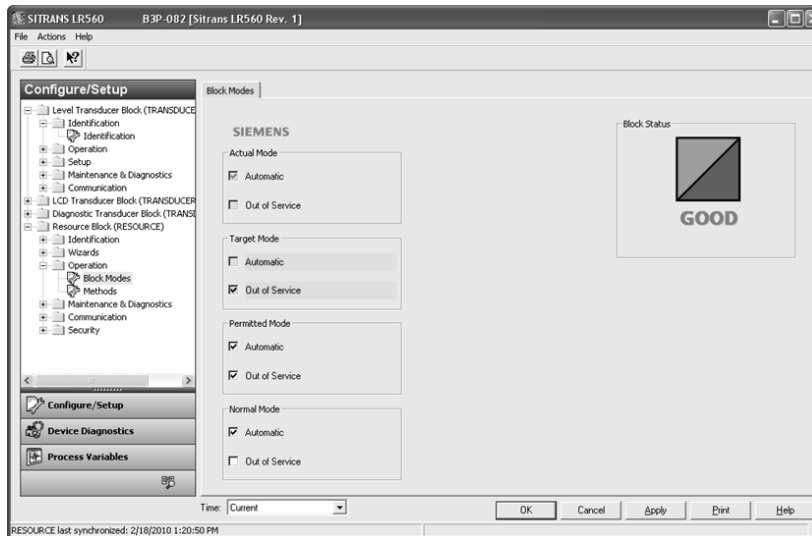 SITRANS LR560 B3P-082 [Sitrans LR560 Rev. 1]
File Actions Help
Configure/Setup
Level Transducer Block (TRANSDUCE
Identification
Identification
Operation
Setup
Maintenance & Diagnostics
Communication
LCD Transducer Block (TRANSDUCER
Diagnostic Transducer Block (TRANSD
Resource Block (RESOURCE)
Identification
Wizards
Operation
Block Modes
Methods
Maintenance & Diagnostics
Communication
Security
Configure/Setup
Device Diagnostics
Process Variables
Block Modes
SIEMENS
Actual Mode
Automatic
Out of Service
Target Mode
Automatic
Out of Service
Permitted Mode
Automatic
Out of Service
Normal Mode
Automatic
Out of Service
Block Status
GOOD
Time: Current
OK Cancel Apply Print Help
RESOURCE last synchronized: 2/18/2010 1:20:50 PM